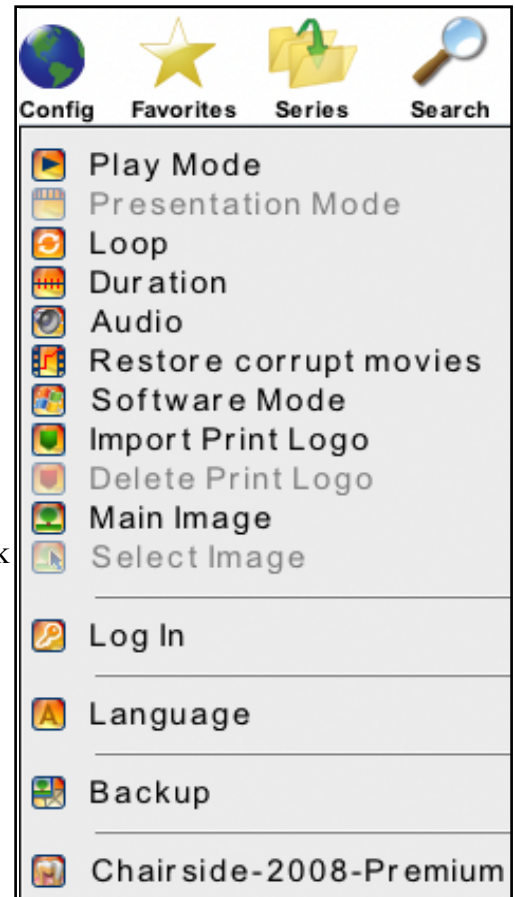 Config Favorites Series Search
Play Mode
Presentation Mode
Loop
Duration
Audio
Restore corrupt movies
Software Mode
Import Print Logo
Delete Print Logo
Main Image
k
Select Image
Log In
Language
Backup
Chairside-2008-Premium